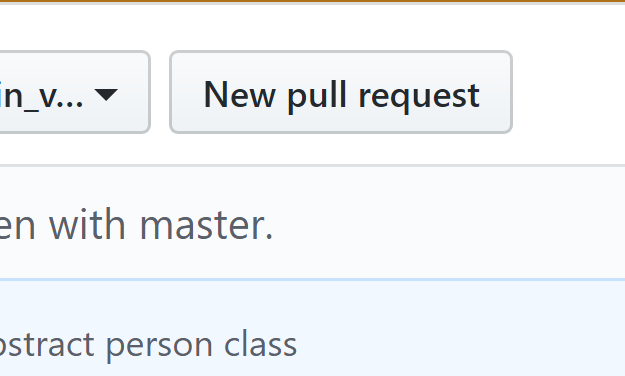 in_v... New pull request
en with master.
bstract person class